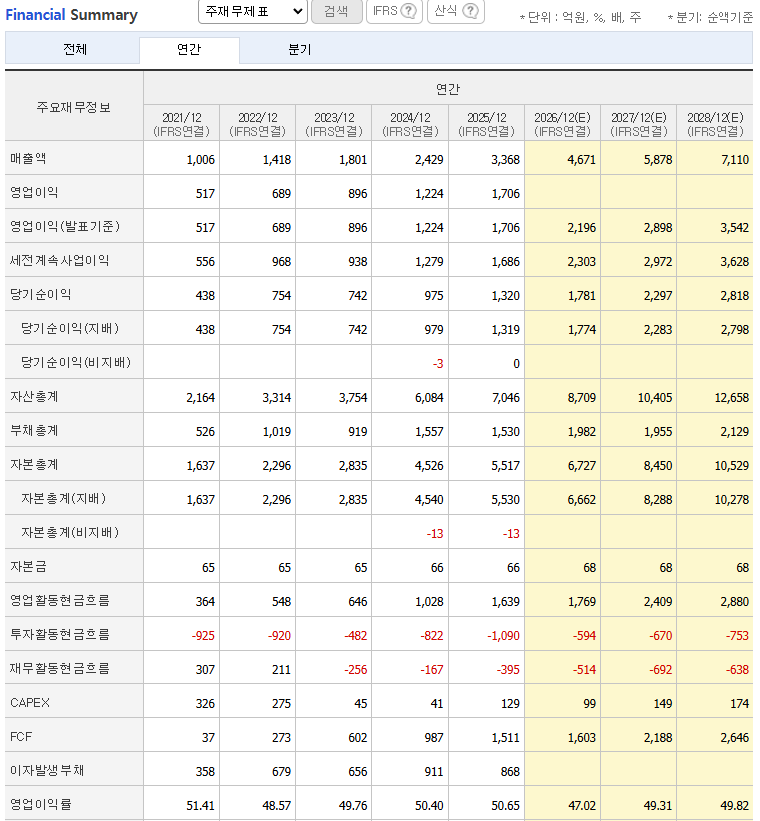 Financial Summary 주재무제표 검색 IFRS ? 산식 ? * 단위 : 억원, %, 배, 주 * 분기: 순액기준
전체 연간 분기
주요재무정보 연간
2021/12 (IFRS연결) 2022/12 (IFRS연결) 2023/12 (IFRS연결) 2024/12 (IFRS연결) 2025/12 (IFRS연결) 2026/12(E) (IFRS연결) 2027/12(E) (IFRS연결) 2028/12(E) (IFRS연결)
매출액 1,006 1,418 1,801 2,429 3,368 4,671 5,878 7,110
영업이익 517 689 896 1,224 1,706
영업이익(발표기준) 517 689 896 1,224 1,706 2,196 2,898 3,542
세전계속사업이익 556 968 938 1,279 1,686 2,303 2,972 3,628
당기순이익 438 754 742 975 1,320 1,781 2,297 2,818
당기순이익(지배) 438 754 742 979 1,319 1,774 2,283 2,798
당기순이익(비지배) -3 0
자산총계 2,164 3,314 3,754 6,084 7,046 8,709 10,405 12,658
부채총계 526 1,019 919 1,557 1,530 1,982 1,955 2,129
자본총계 1,637 2,296 2,835 4,526 5,517 6,727 8,450 10,529
자본총계(지배) 1,637 2,296 2,835 4,540 5,530 6,662 8,288 10,278
자본총계(비지배) -13 -13
자본금 65 65 65 66 66 68 68 68
영업활동현금흐름 364 548 646 1,028 1,639 1,769 2,409 2,880
투자활동현금흐름 -925 -920 -482 -822 -1,090 -594 -670 -753
재무활동현금흐름 307 211 -256 -167 -395 -514 -692 -638
CAPEX 326 275 45 41 129 99 149 174
FCF 37 273 602 987 1,511 1,603 2,188 2,646
이자발생부채 358 679 656 911 868
영업이익률 51.41 48.57 49.76 50.40 50.65 47.02 49.31 49.82